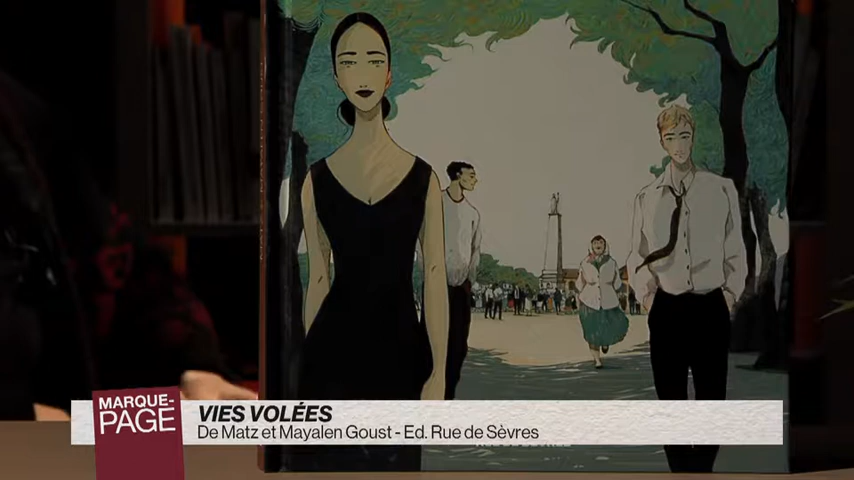 MARQUE-
PAGE
VIES VOLÉES
De Matz et Mayalen Goust - Ed. Rue de Sèvres